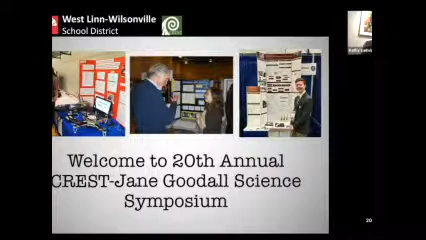 West Linn-Wilsonville
School District
Welcome to 20th Annual
CREST-Jane Goodall Science
Symposium
20